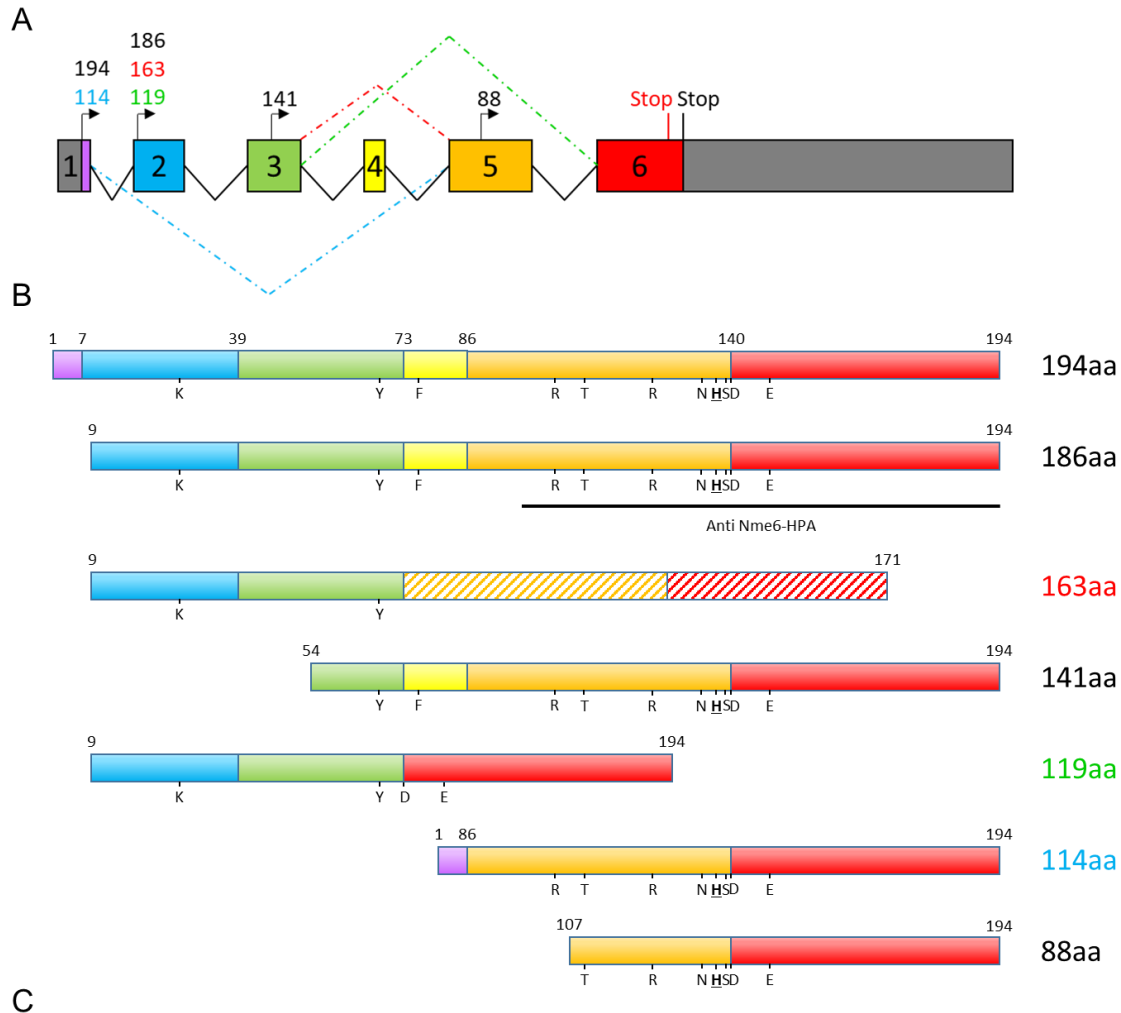 A
186
194 163
114 119 141 88 Stop Stop
1 2 3 4 5 6
B
1 7 39 73 86 140 194
194aa
K Y F R T R N H S D E
9 194
186aa
K Y F R T R N H S D E
Anti Nme6-HPA
9 171
163aa
K Y
54 194
141aa
Y F R T R N H S D E
9 194
119aa
K Y D E
1 86 194
114aa
R T R N H S D E
107 194
88aa
T R N H S D E
C